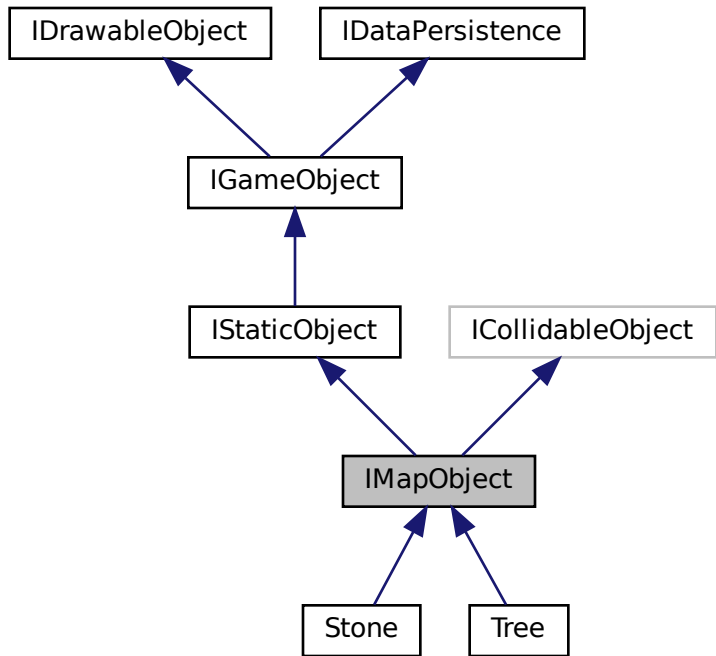 IDrawableObject
IDataPersistence
IGameObject
IStaticObject
ICollidableObject
IMapObject
Stone
Tree